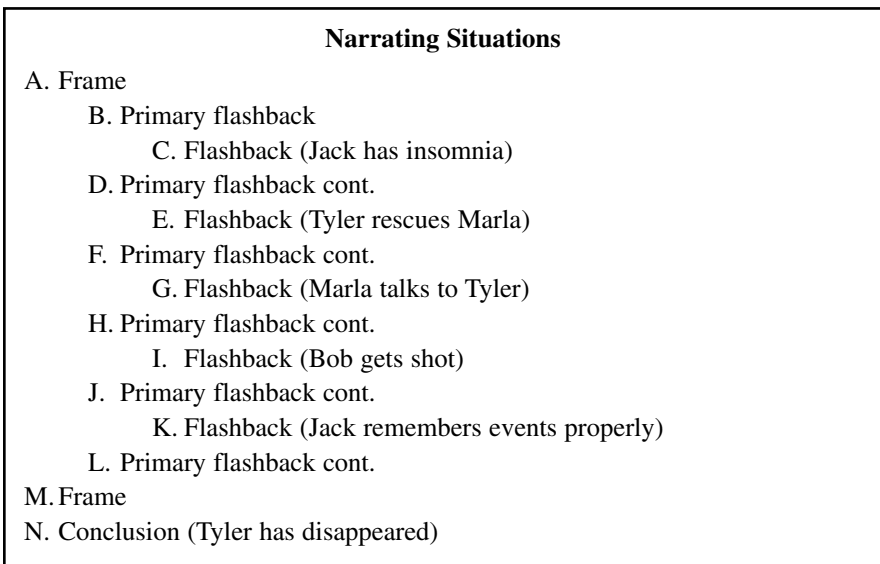 Narrating Situations
A. Frame
B. Primary flashback
C. Flashback (Jack has insomnia)
D. Primary flashback cont.
E. Flashback (Tyler rescues Marla)
F. Primary flashback cont.
G. Flashback (Marla talks to Tyler)
H. Primary flashback cont.
I. Flashback (Bob gets shot)
J. Primary flashback cont.
K. Flashback (Jack remembers events properly)
L. Primary flashback cont.
M. Frame
N. Conclusion (Tyler has disappeared)